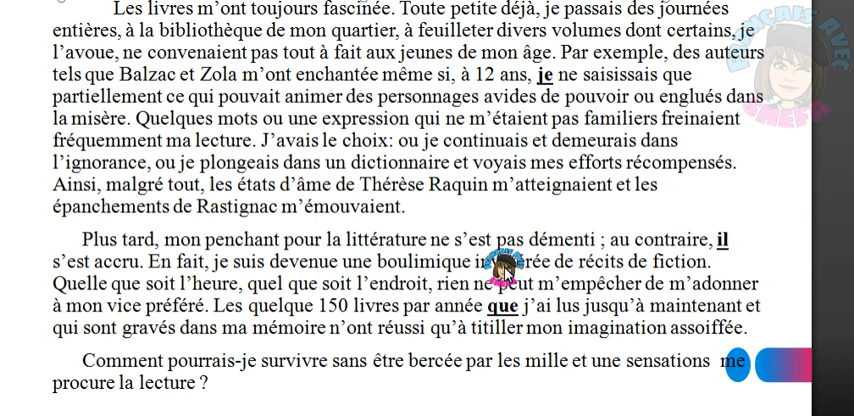 Les livres m’ont toujours fascinée. Toute petite déjà, je passais des journées
entières, à la bibliothèque de mon quartier, à feuilleter divers volumes dont certains, je
l’avoue, ne convenaient pas tout à fait aux jeunes de mon âge. Par exemple, des auteurs
tels que Balzac et Zola m’ont enchantée même si, à 12 ans, je ne saisissais que
partiellement ce qui pouvait animer des personnages avides de pouvoir ou englués dans
la misère. Quelques mots ou une expression qui ne m’étaient pas familiers freinaient
fréquemment ma lecture. J’avais le choix: ou je continuais et demeurais dans
l’ignorance, ou je plongeais dans un dictionnaire et voyais mes efforts récompensés.
Ainsi, malgré tout, les états d’âme de Thérèse Raquin m’atteignaient et les
épanchements de Rastignac m’émouvaient.
Plus tard, mon penchant pour la littérature ne s’est pas démenti ; au contraire, il
s’est accru. En fait, je suis devenue une boulimique de récits de fiction.
Quelle que soit l’heure, quel que soit l’endroit, rien ne peut m’empêcher de m’adonner
à mon vice préféré. Les quelque 150 livres par année que j’ai lus jusqu’à maintenant et
qui sont gravés dans ma mémoire n’ont réussi qu’à titiller mon imagination assoiffée.
Comment pourrais-je survivre sans être bercée par les mille et une sensations me
procure la lecture ?
FRANÇAIS AVEC
CHEFA